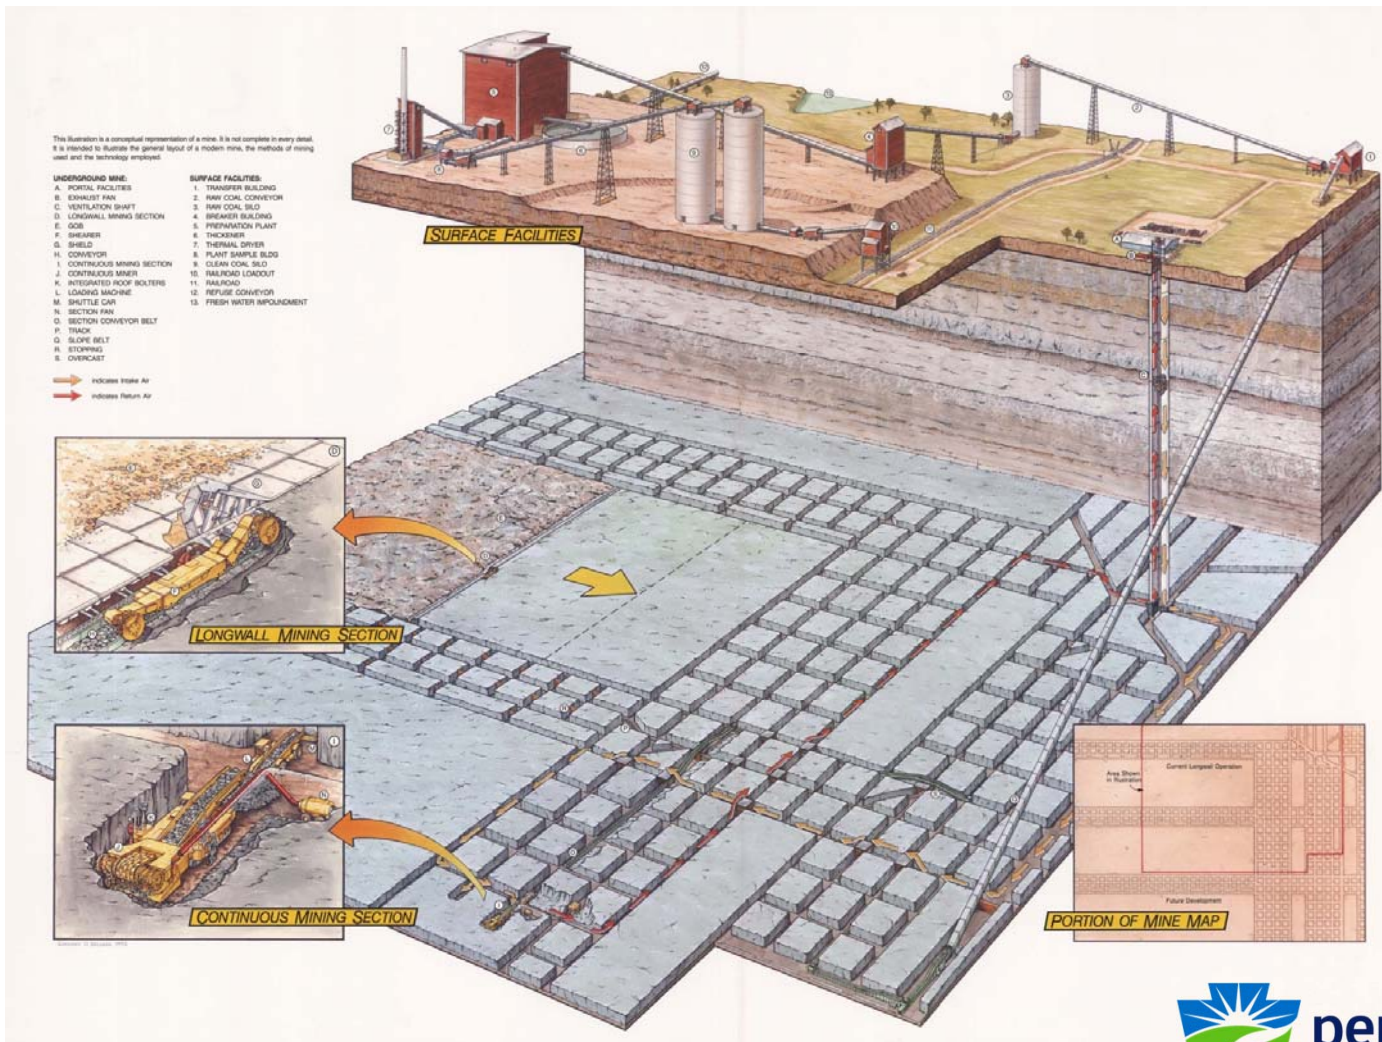 This illustration is a conceptual representation of a mine. It is not complete in every detail.
It is intended to illustrate the general layout of a modern mine, the methods of mining
used and the technology employed.
UNDERGROUND MINE:
A. PORTAL FACILITIES
B. EXHAUST FAN
C. VENTILATION SHAFT
D. LONGWALL MINING SECTION
E. GOB
F. SHEARER
G. SHIELD
H. CONVEYOR
I. CONTINUOUS MINING SECTION
J. CONTINUOUS MINER
K. INTEGRATED ROOF BOLTERS
L. LOADING MACHINE
M. SHUTTLE CAR
N. SECTION FAN
O. SECTION CONVEYOR BELT
P. TRACK
Q. SLOPE BELT
R. STOPPING
S. OVERCAST
SURFACE FACILITIES:
1. TRANSFER BUILDING
2. RAW COAL CONVEYOR
3. RAW COAL SILO
4. BREAKER BUILDING
5. PREPARATION PLANT
6. THICKENER
7. THERMAL DRYER
8. PLANT SAMPLE BLDG
9. CLEAN COAL SILO
10. RAILROAD LOADOUT
11. RAILROAD
12. REFUSE CONVEYOR
13. FRESH WATER IMPOUNDMENT
indicates Intake Air
indicates Return Air
SURFACE FACILITIES
LONGWALL MINING SECTION
CONTINUOUS MINING SECTION
Current Longwall Operation
Area Shown
in Illustration
Future Development
PORTION OF MINE MAP